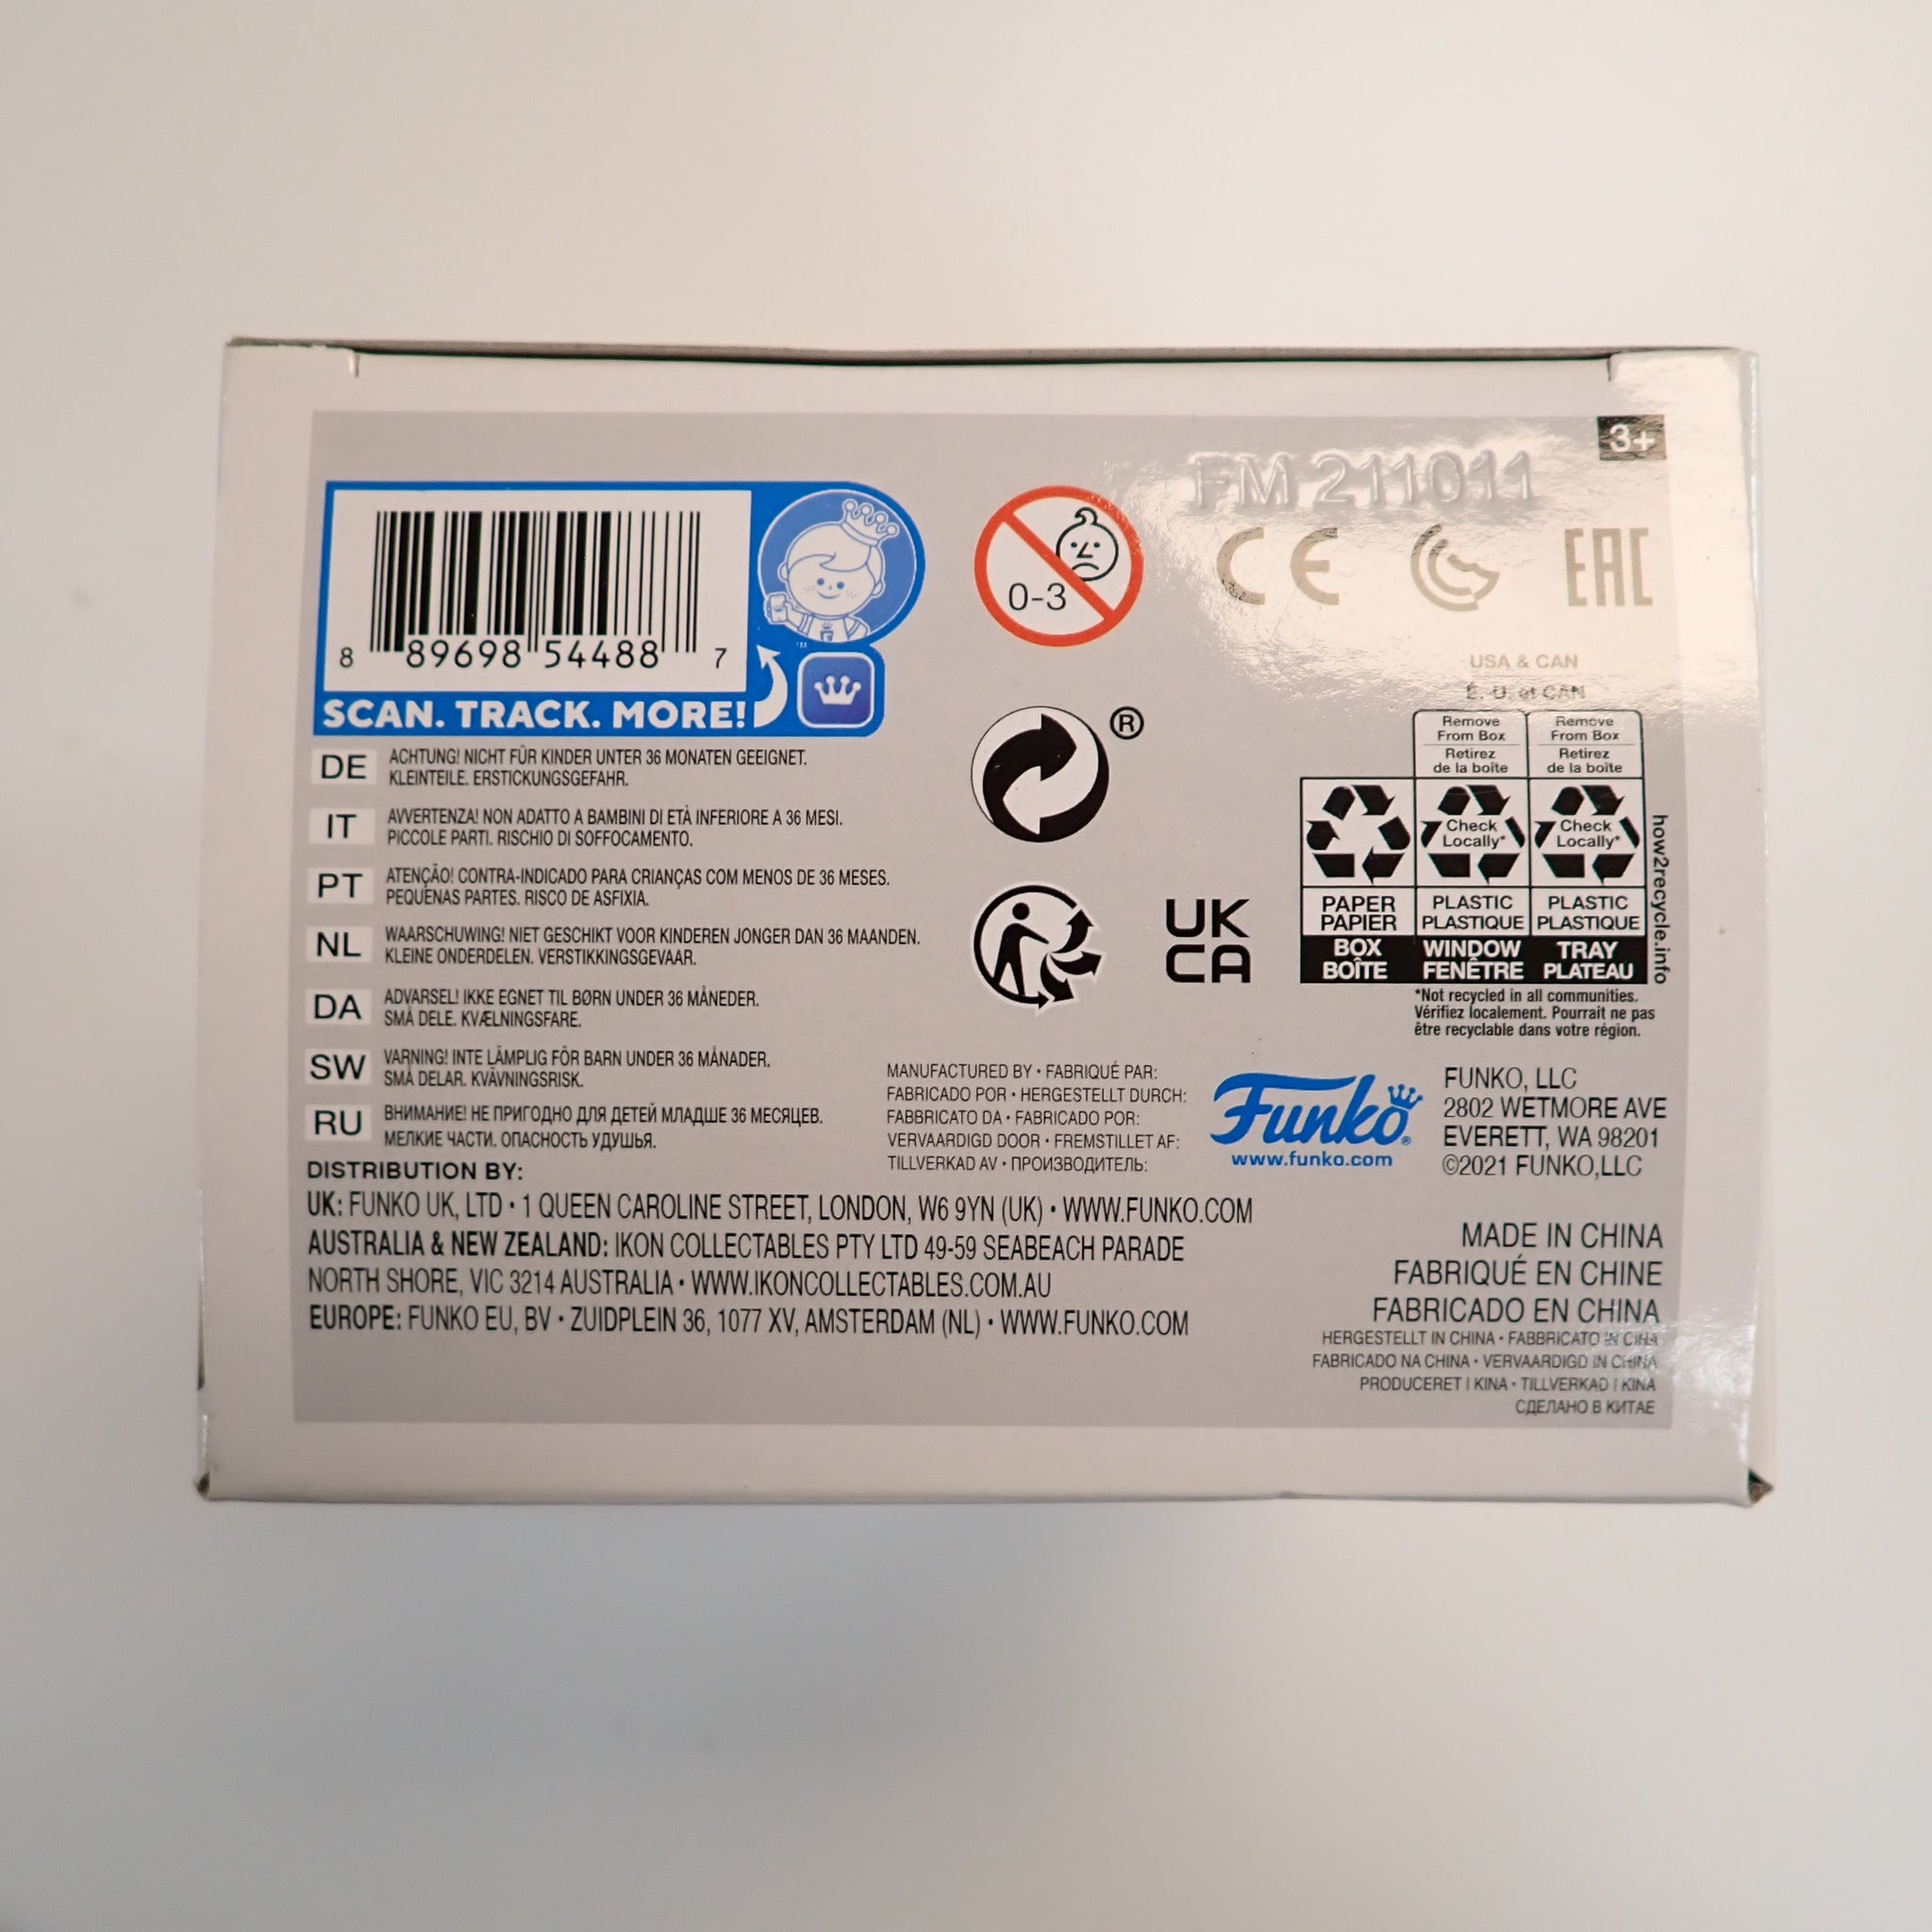 3+
FM 211011
8 89698 54488 7
SCAN. TRACK. MORE!
0-3
CE
EAC
®
UK
CA
DE ACHTUNG! NICHT FÜR KINDER UNTER 36 MONATEN GEEIGNET.
KLEINTEILE. ERSTICKUNGSGEFAHR.
IT AVVERTENZA! NON ADATTO A BAMBINI DI ETÀ INFERIORE A 36 MESI.
PICCOLE PARTI. RISCHIO DI SOFFOCAMENTO.
PT ATENÇÃO! CONTRA-INDICADO PARA CRIANÇAS COM MENOS DE 36 MESES.
PEQUENAS PARTES. RISCO DE ASFIXIA.
NL WAARSCHUWING! NIET GESCHIKT VOOR KINDEREN JONGER DAN 36 MAANDEN.
KLEINE ONDERDELEN. VERSTIKKINGSGEVAAR.
DA ADVARSEL! IKKE EGNET TIL BØRN UNDER 36 MÅNEDER.
SMÅ DELE. KVÆLNINGSFARE.
SW VARNING! INTE LÄMPLIG FÖR BARN UNDER 36 MÅNADER.
SMÅ DELAR. KVÄVNINGSRISK.
RU ВНИМАНИЕ! НЕ ПРИГОДНО ДЛЯ ДЕТЕЙ МЛАДШЕ 36 МЕСЯЦЕВ.
МЕЛКИЕ ЧАСТИ. ОПАСНОСТЬ УДУШЬЯ.
USA & CAN
É.-U. et CAN
Remove Remove
From Box From Box
Retirez Retirez
de la boîte de la boîte
Check Check
Locally* Locally*
PAPER PLASTIC PLASTIC
PAPIER PLASTIQUE PLASTIQUE
BOX WINDOW TRAY
BOÎTE FENÊTRE PLATEAU
how2recycle.info
*Not recycled in all communities.
Vérifiez localement. Pourrait ne pas
être recyclable dans votre région.
MANUFACTURED BY • FABRIQUÉ PAR:
FABRICADO POR • HERGESTELLT DURCH:
FABBRICATO DA • FABRICADO POR:
VERVAARDIGD DOOR • FREMSTILLET AF:
TILLVERKAD AV • ПРОИЗВОДИТЕЛЬ:
Funko®
www.funko.com
FUNKO, LLC
2802 WETMORE AVE
EVERETT, WA 98201
©2021 FUNKO,LLC
DISTRIBUTION BY:
UK: FUNKO UK, LTD • 1 QUEEN CAROLINE STREET, LONDON, W6 9YN (UK) • WWW.FUNKO.COM
AUSTRALIA & NEW ZEALAND: IKON COLLECTABLES PTY LTD 49-59 SEABEACH PARADE
NORTH SHORE, VIC 3214 AUSTRALIA • WWW.IKONCOLLECTABLES.COM.AU
EUROPE: FUNKO EU, BV • ZUIDPLEIN 36, 1077 XV, AMSTERDAM (NL) • WWW.FUNKO.COM
MADE IN CHINA
FABRIQUÉ EN CHINE
FABRICADO EN CHINA
HERGESTELLT IN CHINA • FABBRICATO IN CINA
FABRICADO NA CHINA • VERVAARDIGD IN CHINA
PRODUCERET I KINA • TILLVERKAD I KINA
СДЕЛАНО В КИТАЕ